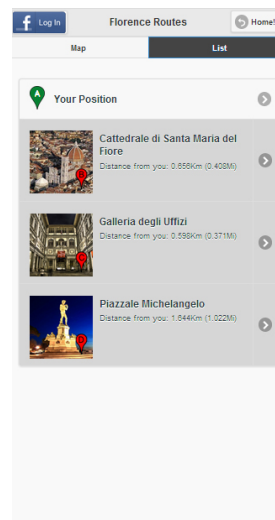 f Log In Florence Routes Home!
Map List
A Your Position
Cattedrale di Santa Maria del
Fiore
Distance from you: 0.656Km (0.408Mi)
B
Galleria degli Uffizi
Distance from you: 0.598Km (0.371Mi)
C
Piazzale Michelangelo
Distance from you: 1.644Km (1.022Mi)
D